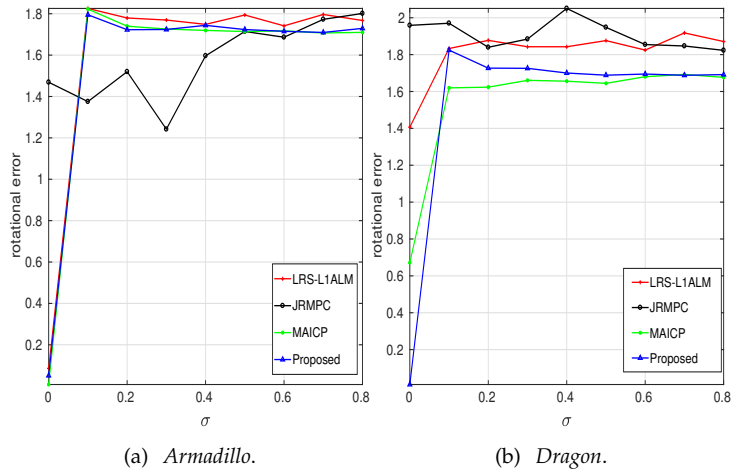 1.8
1.6
1.4
1.2
1
0.8
0.6
0.4
0.2
rotational error
0 0.2 0.4 0.6 0.8
σ
LRS-L1ALM
JRMPC
MAICP
Proposed
(a) Armadillo.
2
1.8
1.6
1.4
1.2
1
0.8
0.6
0.4
0.2
rotational error
0 0.2 0.4 0.6 0.8
σ
LRS-L1ALM
JRMPC
MAICP
Proposed
(b) Dragon.